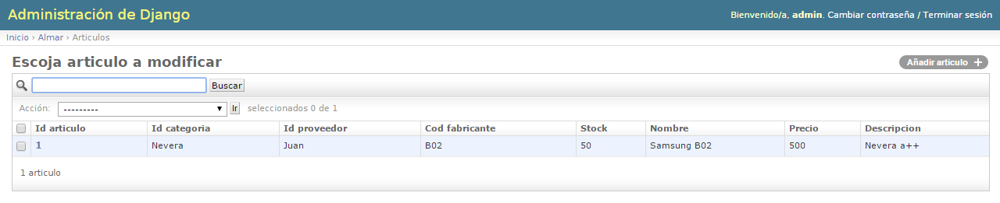 Administración de Django
Bienvenido/a, admin. Cambiar contraseña / Terminar sesión
Inicio › Almar › Articulos
Escoja articulo a modificar
Añadir articulo
Buscar
Acción: --------- Ir seleccionados 0 de 1
Id articulo Id categoria Id proveedor Cod fabricante Stock Nombre Precio Descripcion
1 Nevera Juan B02 50 Samsung B02 500 Nevera a++
1 articulo